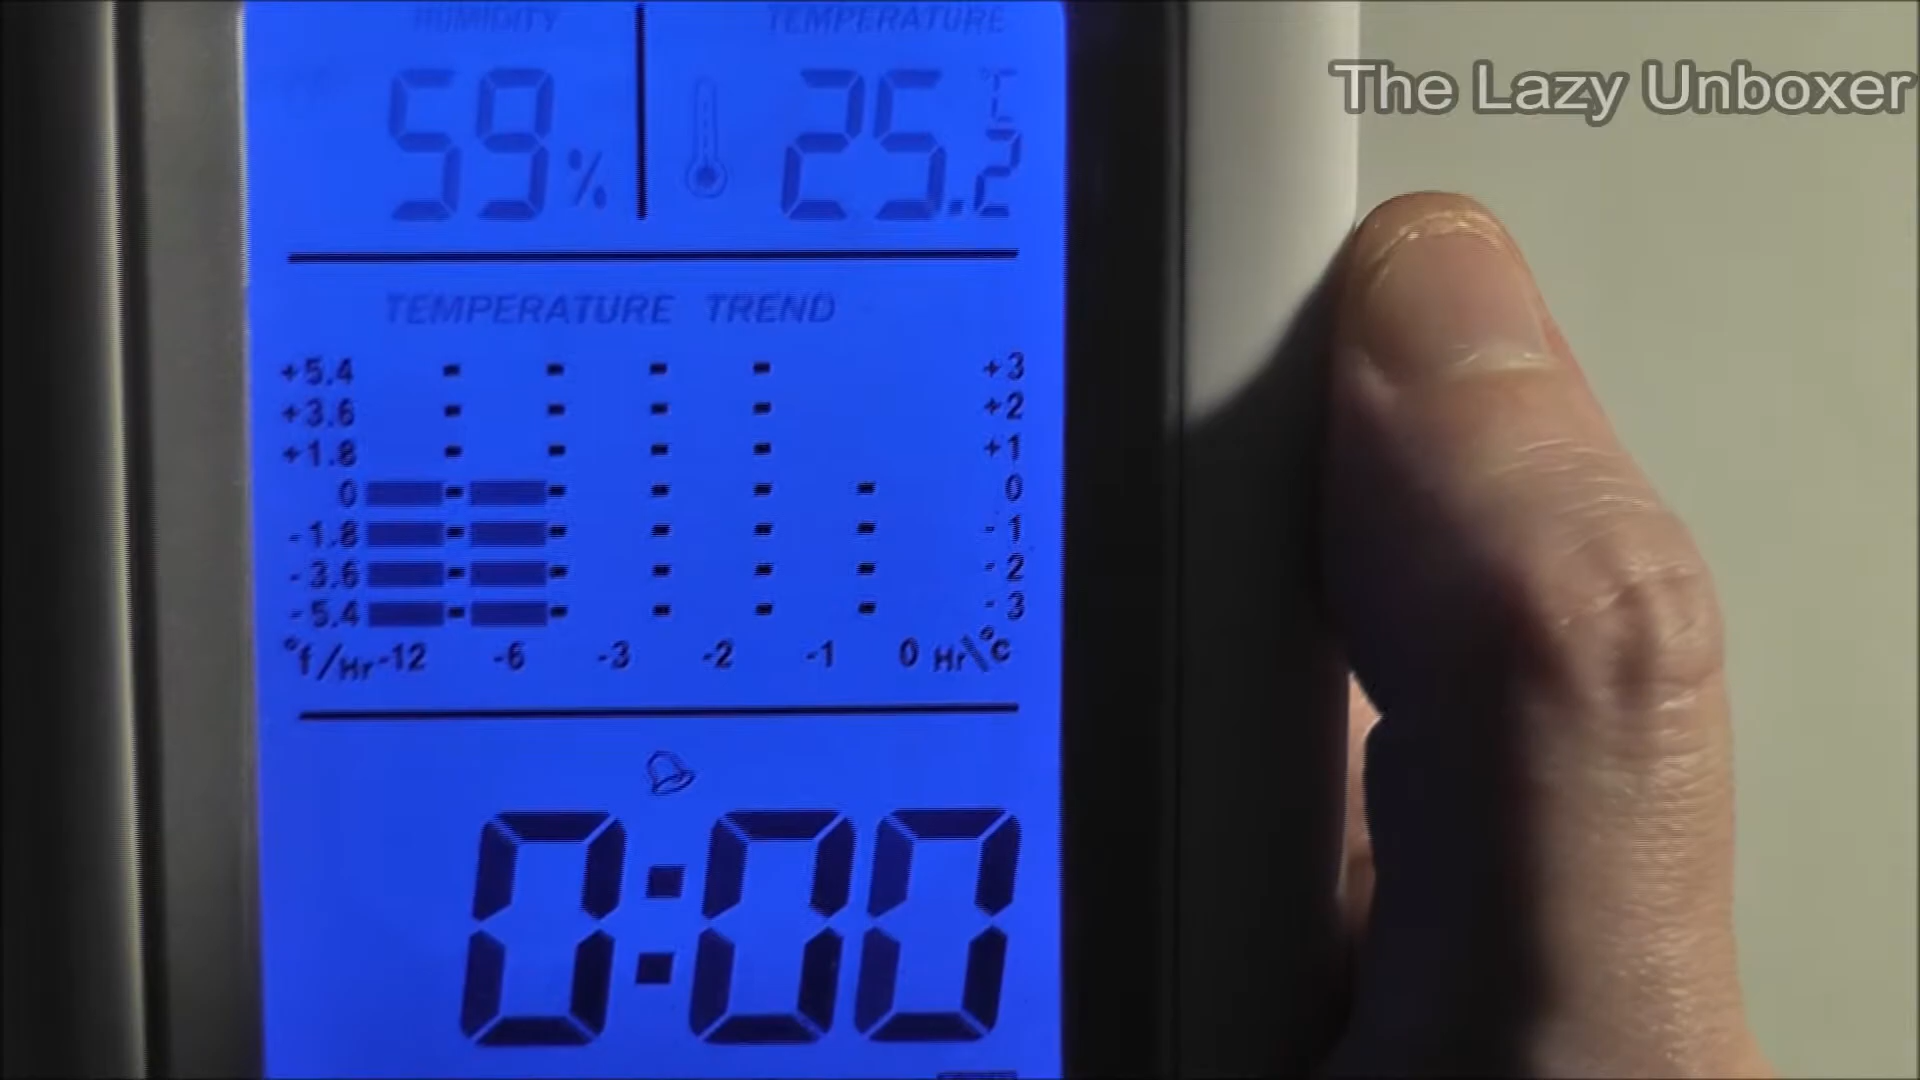 The Lazy Unboxer
HUMIDITY TEMPERATURE
59% 25.2 °C
TEMPERATURE TREND
+5.4 +3
+3.6 +2
+1.8 +1
0 0
-1.8 -1
-3.6 -2
-5.4 -3
°f/Hr -12 -6 -3 -2 -1 0 Hr\°c
0:00